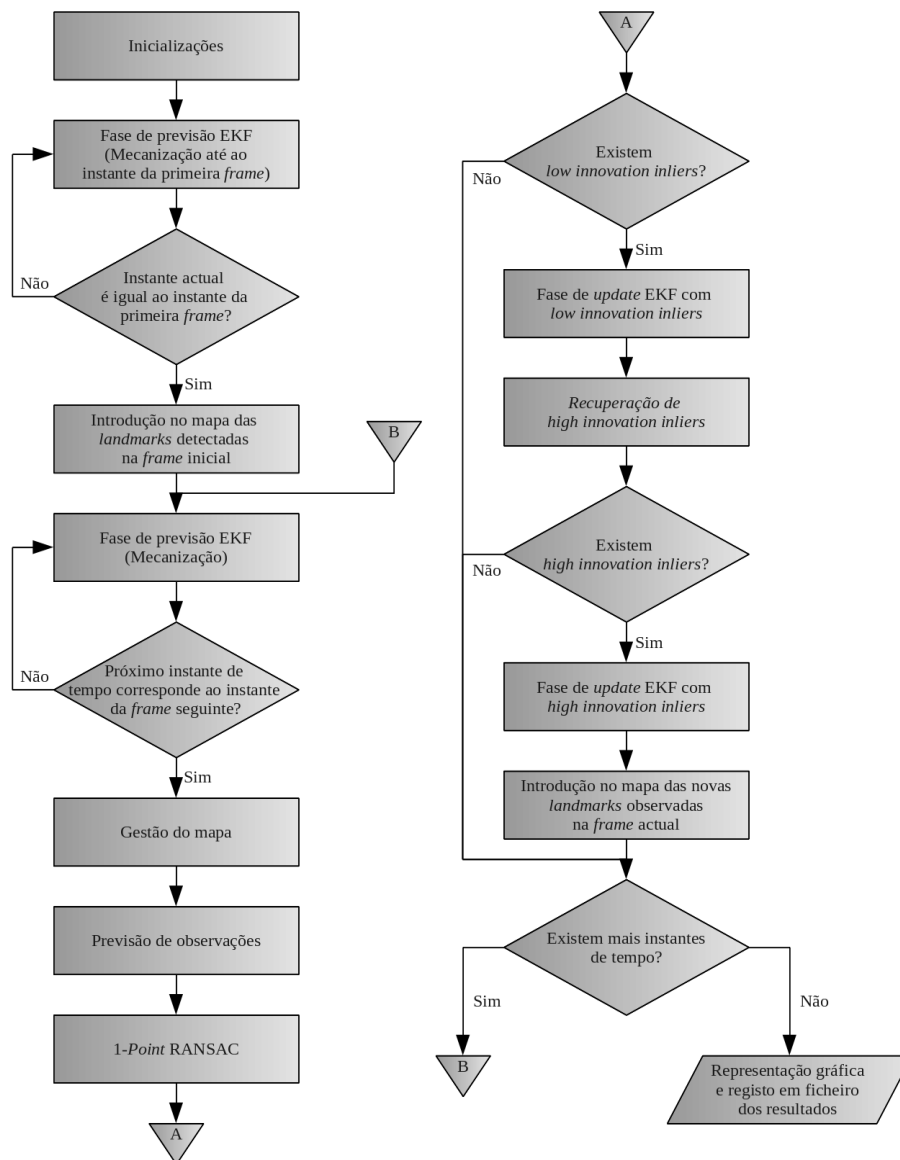 Inicializações
Fase de previsão EKF
(Mecanização até ao
instante da primeira frame)
Não
Instante actual
é igual ao instante da
primeira frame?
Sim
Introdução no mapa das
landmarks detectadas
na frame inicial
B
Fase de previsão EKF
(Mecanização)
Não
Próximo instante de
tempo corresponde ao instante
da frame seguinte?
Sim
Gestão do mapa
Previsão de observações
1-Point RANSAC
A
A
Existem
low innovation inliers?
Não
Sim
Fase de update EKF com
low innovation inliers
Recuperação de
high innovation inliers
Existem
high innovation inliers?
Não
Sim
Fase de update EKF com
high innovation inliers
Introdução no mapa das novas
landmarks observadas
na frame actual
Existem mais instantes
de tempo?
Sim
Não
B
Representação gráfica
e registo em ficheiro
dos resultados